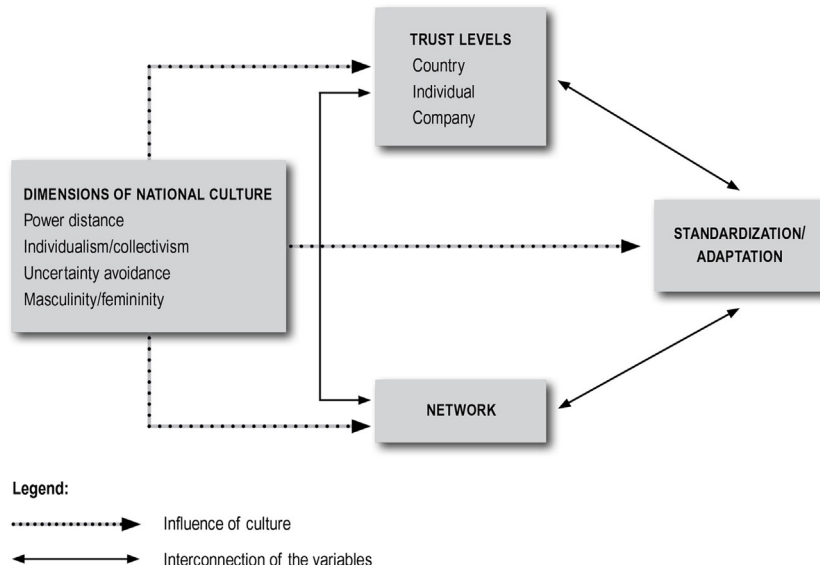 TRUST LEVELS
Country
Individual
Company
DIMENSIONS OF NATIONAL CULTURE
Power distance
Individualism/collectivism
Uncertainty avoidance
Masculinity/femininity
STANDARDIZATION/
ADAPTATION
NETWORK
Legend:
Influence of culture
Interconnection of the variables